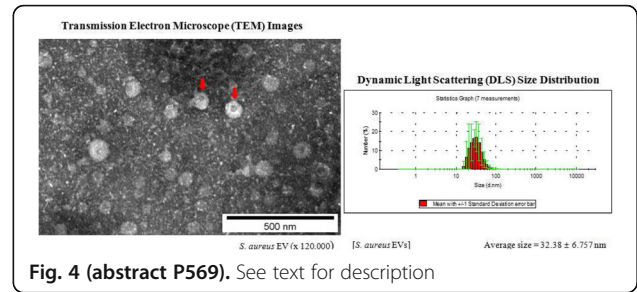 Transmission Electron Microscope (TEM) Images
500 nm
S. aureus EV (x 120.000)
Dynamic Light Scattering (DLS) Size Distribution
Statistics Graph (7 measurements)
Number (%)
30
20
10
0
1 10 100 1000 10000
Size (d.nm)
Mean with +/-1 Standard Deviation error bar
[S. aureus EVs] Average size = 32.38 ± 6.757 nm
Fig. 4 (abstract P569). See text for description